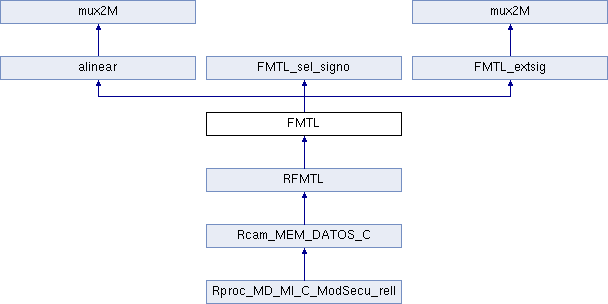 mux2M
mux2M
alinear
FMTL_sel_signo
FMTL_extsig
FMTL
RFMTL
Rcam_MEM_DATOS_C
Rproc_MD_MI_C_ModSecu_rell